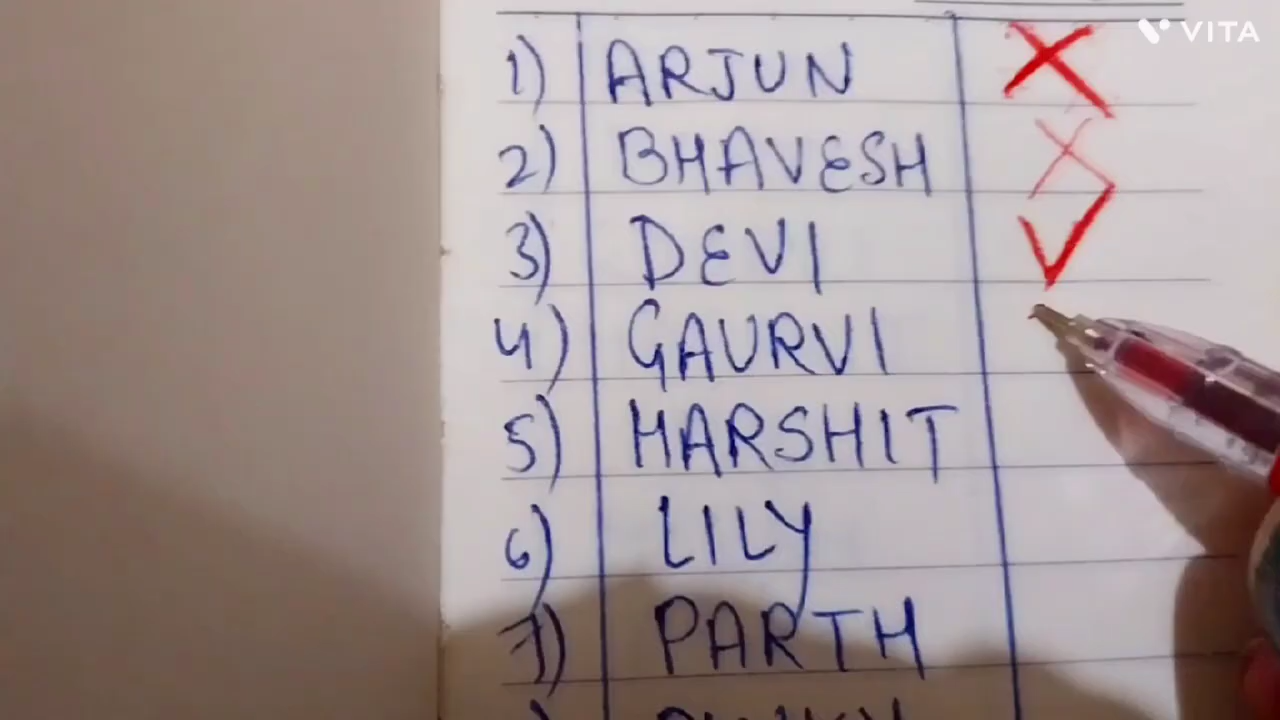 VITA
1) ARJUN
2) BHAVESH
3) DEVI
4) GAURVI
5) HARSHIT
6) LILY
7) PARTH